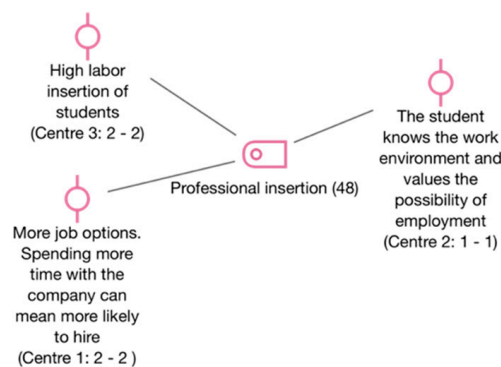 High labor
insertion of
students
(Centre 3: 2 - 2)
The student
knows the work
environment and
values the
possibility of
employment
(Centre 2: 1 - 1)
Professional insertion (48)
More job options.
Spending more
time with the
company can
mean more likely
to hire
(Centre 1: 2 - 2 )